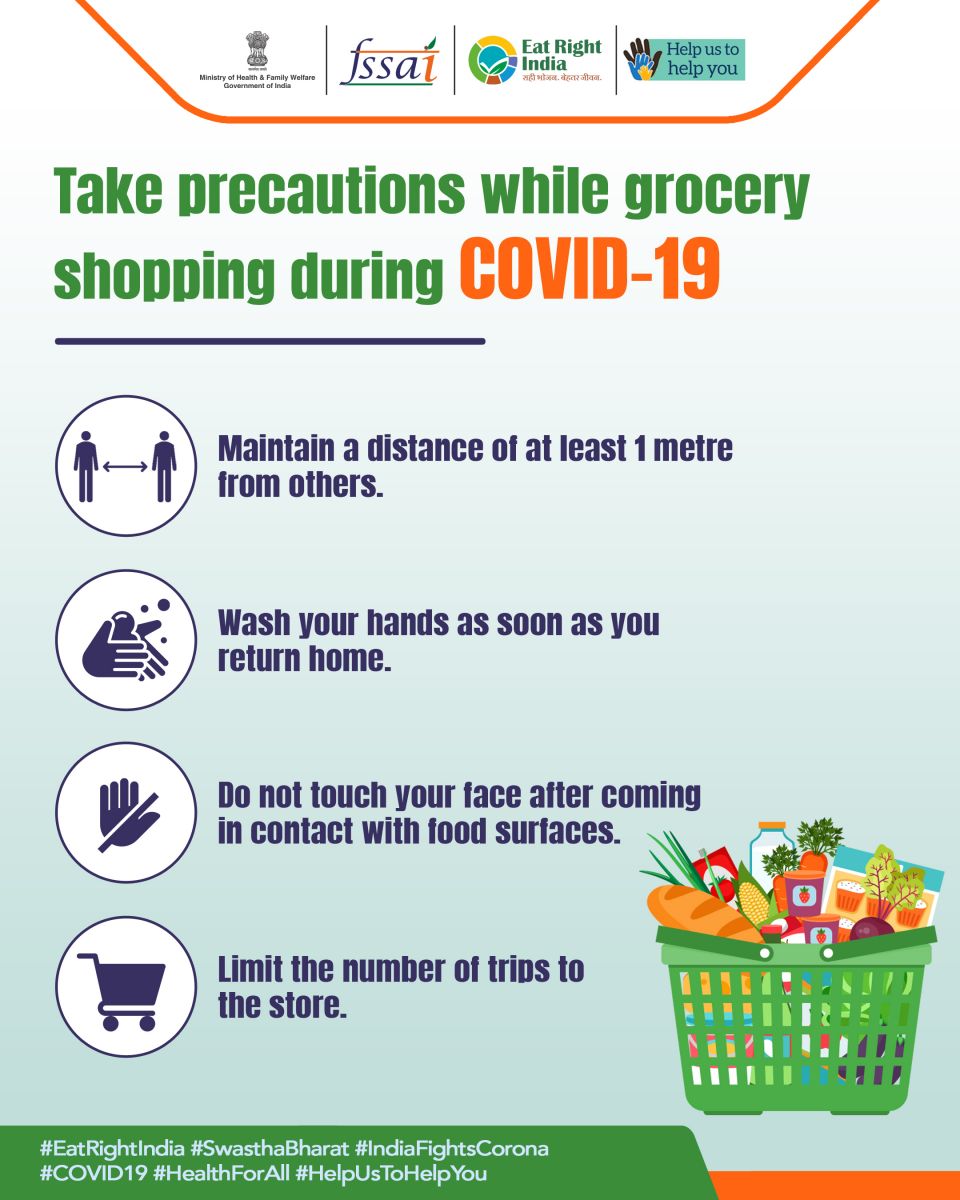 Ministry of Health & Family Welfare
Government of India
fssai
Eat Right
India
सही भोजन. बेहतर जीवन.
Help us to
help you
Take precautions while grocery
shopping during COVID-19
Maintain a distance of at least 1 metre
from others.
Wash your hands as soon as you
return home.
Do not touch your face after coming
in contact with food surfaces.
Limit the number of trips to
the store.
#EatRightIndia #SwasthaBharat #IndiaFightsCorona
#COVID19 #HealthForAll #HelpUsToHelpYou